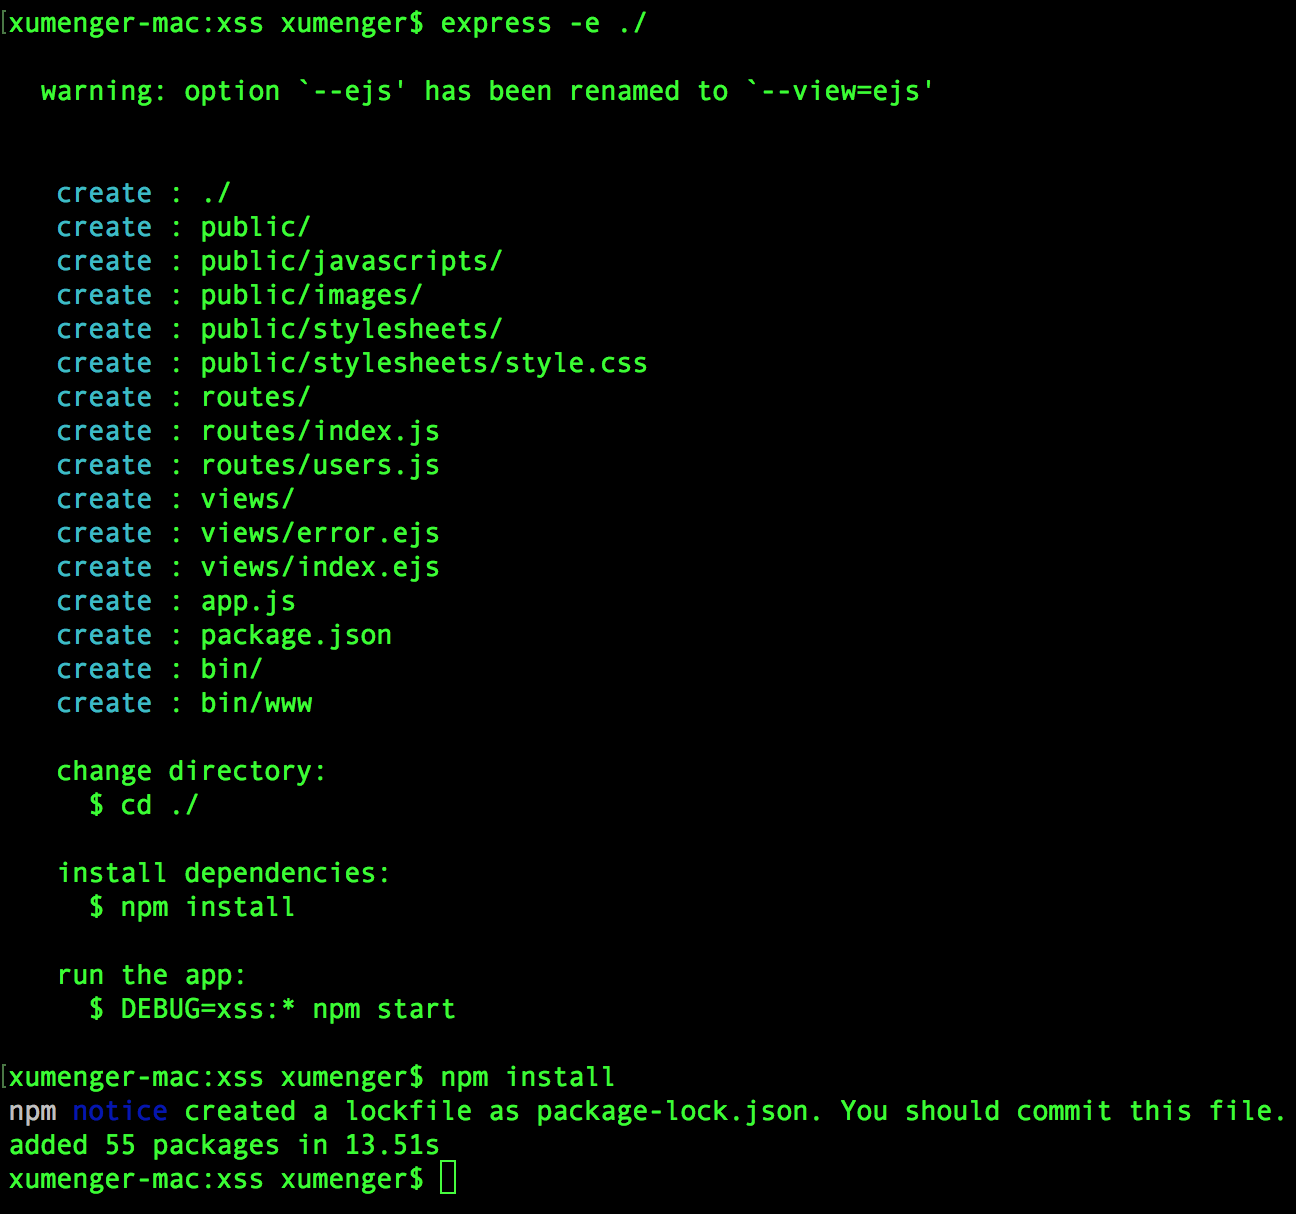 [xumenger-mac:xss xumenger$ express -e ./
warning: option `--ejs' has been renamed to `--view=ejs'
create : ./
create : public/
create : public/javascripts/
create : public/images/
create : public/stylesheets/
create : public/stylesheets/style.css
create : routes/
create : routes/index.js
create : routes/users.js
create : views/
create : views/error.ejs
create : views/index.ejs
create : app.js
create : package.json
create : bin/
create : bin/www
change directory:
$ cd ./
install dependencies:
$ npm install
run the app:
$ DEBUG=xss:* npm start
[xumenger-mac:xss xumenger$ npm install
npm notice created a lockfile as package-lock.json. You should commit this file.
added 55 packages in 13.51s
xumenger-mac:xss xumenger$